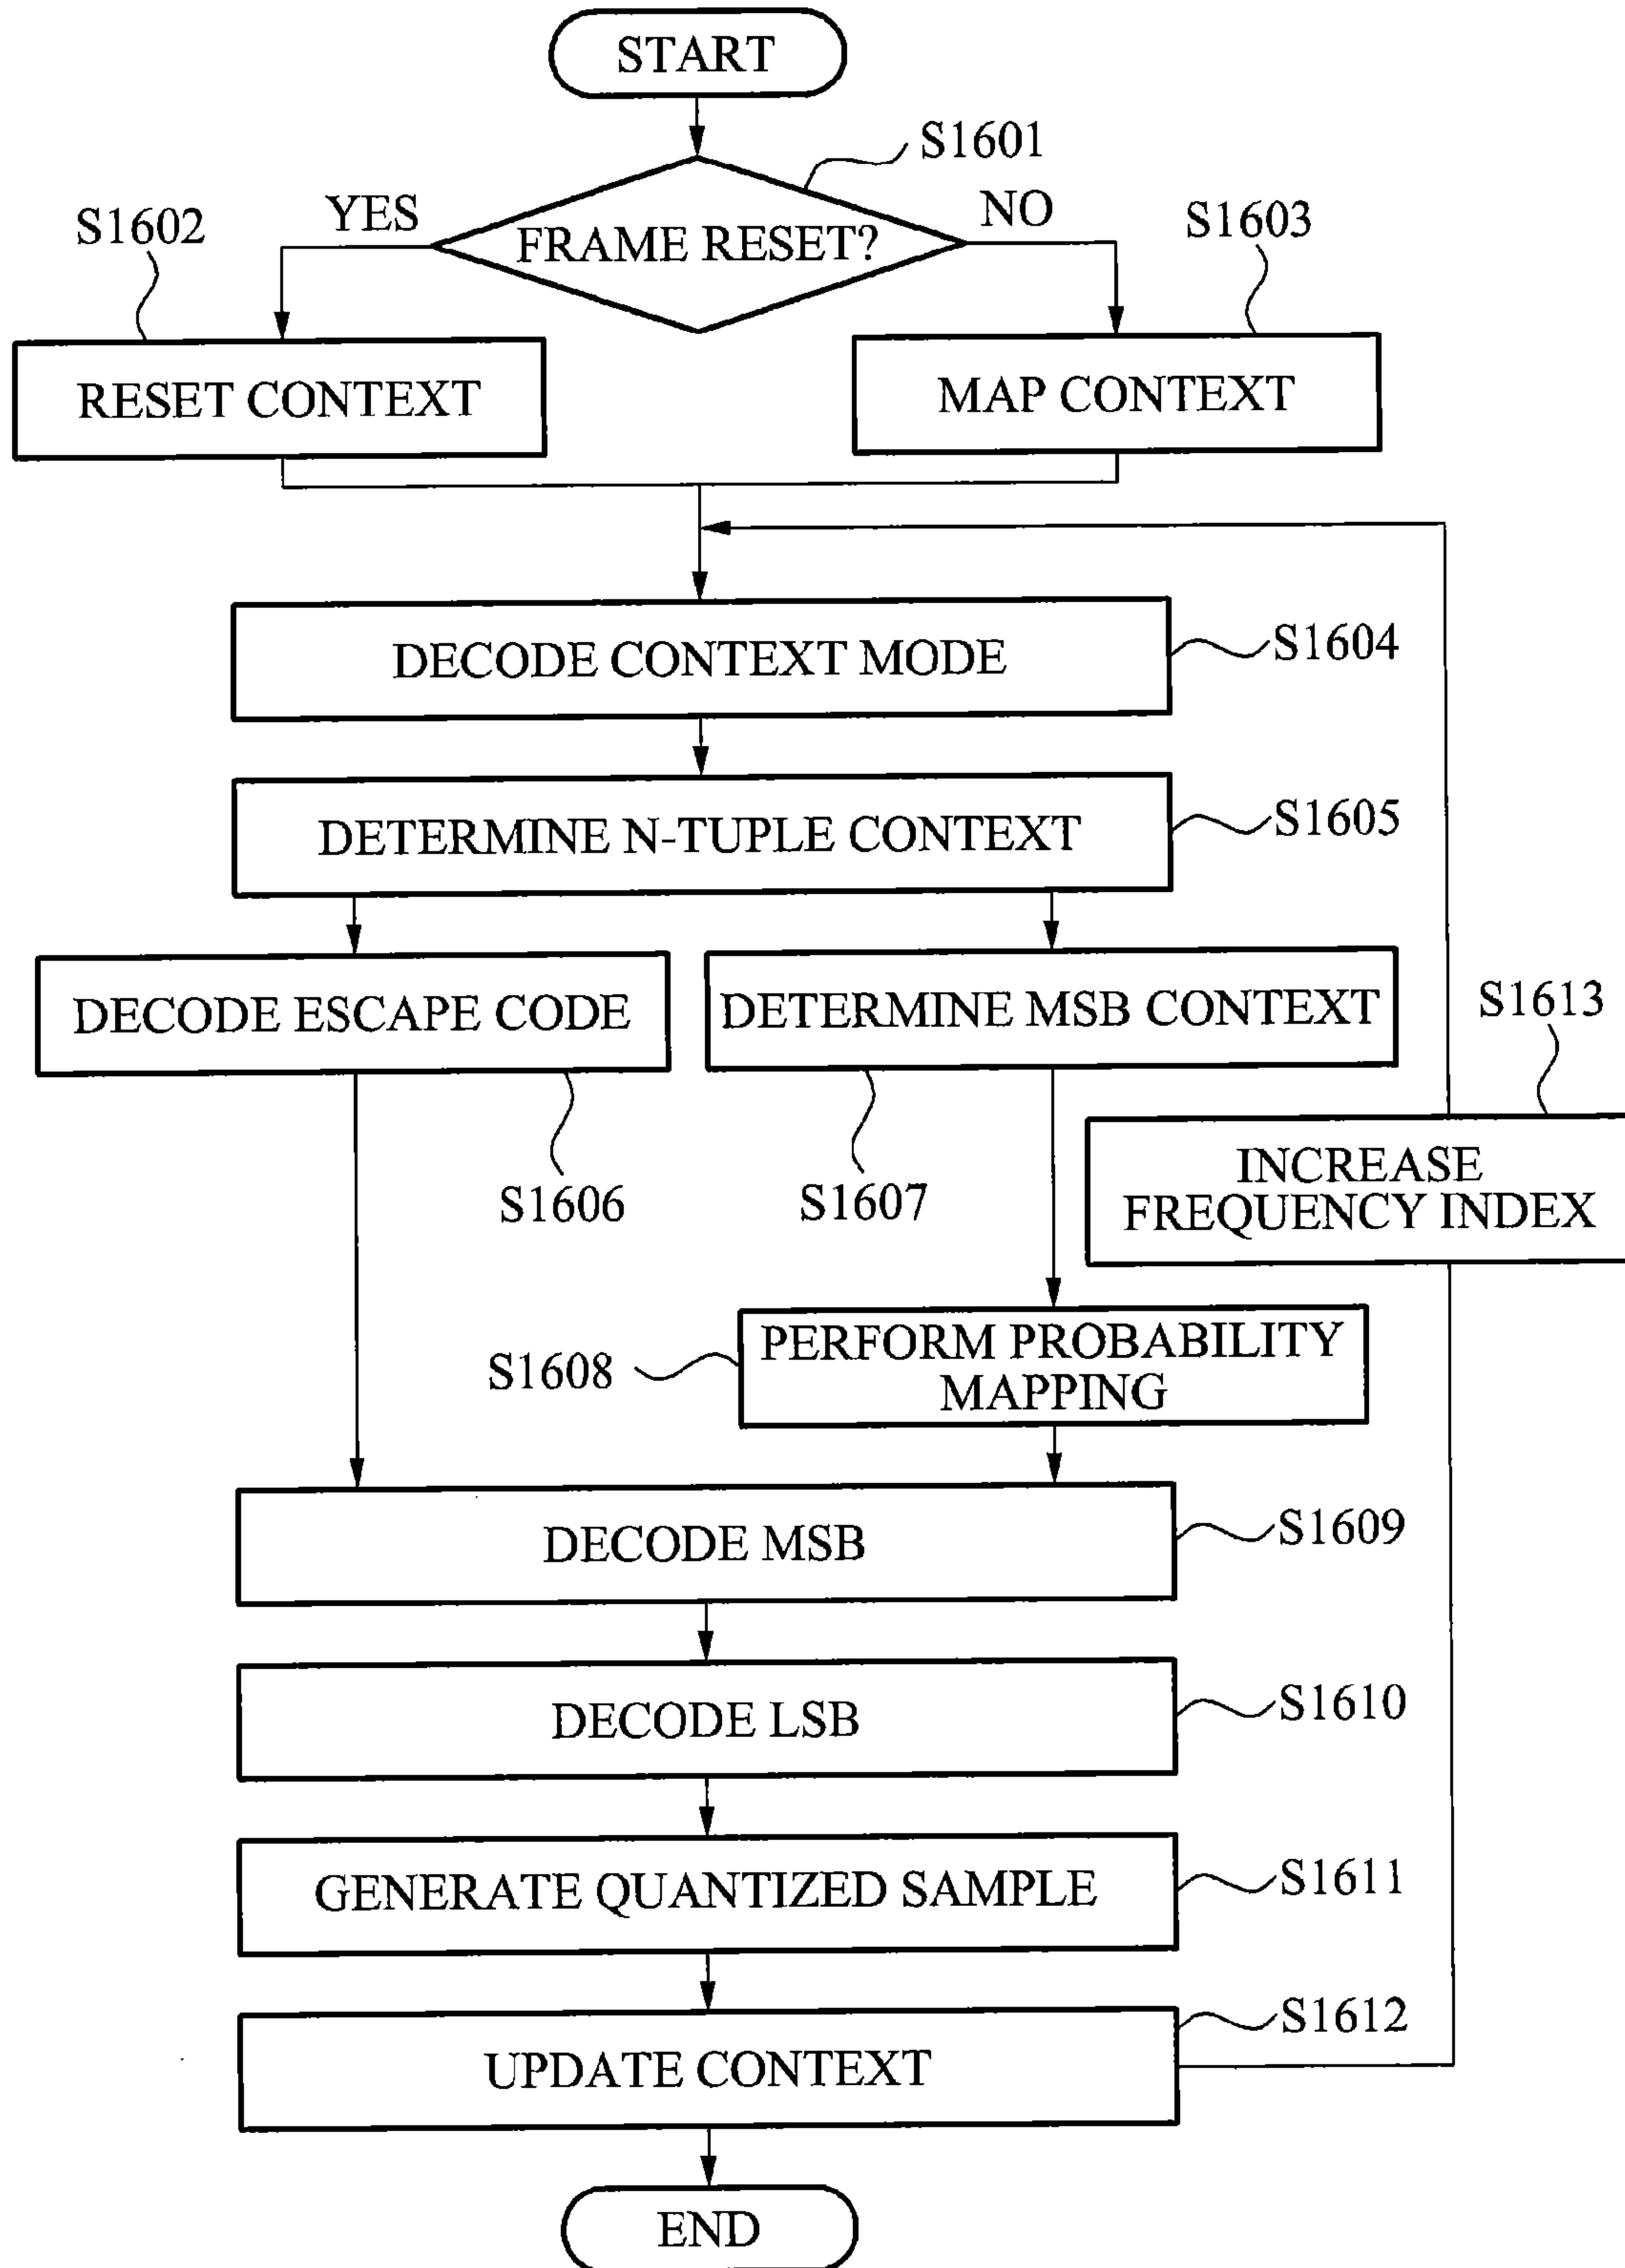 START
S1601
YES
NO
S1602
S1603
FRAME RESET?
RESET CONTEXT
MAP CONTEXT
DECODE CONTEXT MODE
S1604
DETERMINE N-TUPLE CONTEXT
S1605
DECODE ESCAPE CODE
DETERMINE MSB CONTEXT
S1613
S1606
S1607
INCREASE
FREQUENCY INDEX
S1608
PERFORM PROBABILITY
MAPPING
DECODE MSB
S1609
DECODE LSB
S1610
GENERATE QUANTIZED SAMPLE
S1611
UPDATE CONTEXT
S1612
END